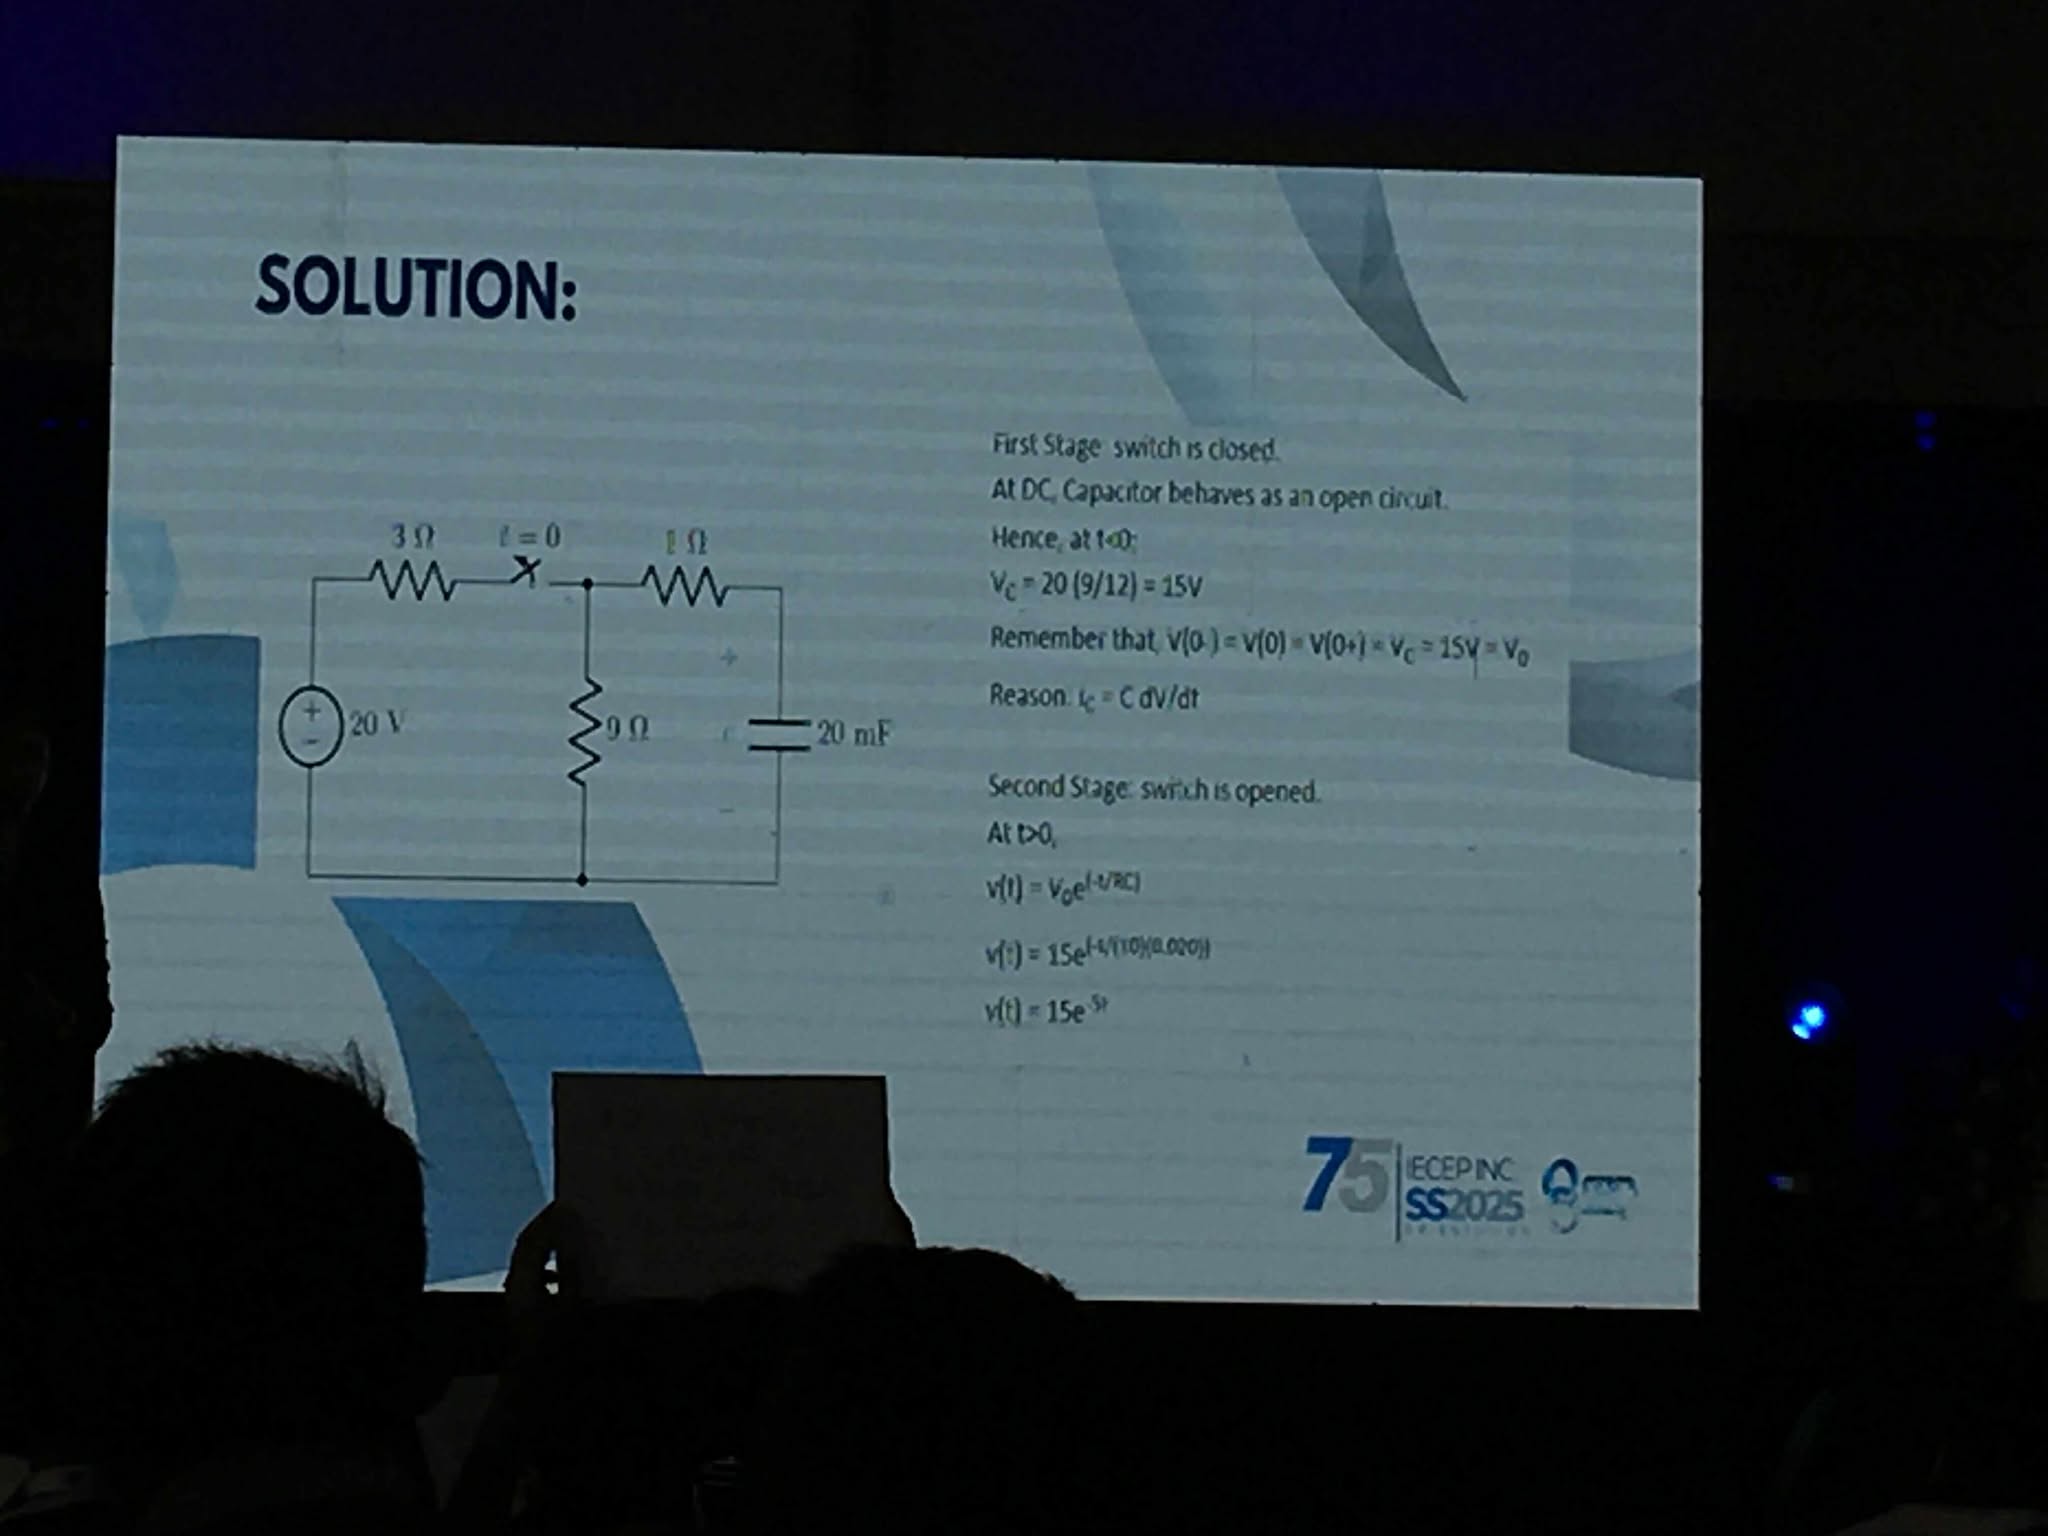 SOLUTION:
3 Ω
t = 0
1 Ω
+
20 V
9 Ω
20 mF
First Stage: switch is closed.
At DC, Capacitor behaves as an open circuit.
Hence, at t<0;
V_C = 20 (9/12) = 15V
Remember that, V(0-) = V(0) = V(0+) = V_C = 15V = V_0
Reason. i_C = C dV/dt
Second Stage: switch is opened.
At t>0,
v(t) = V_0e^(-t/RC)
v(t) = 15e^(-t/(10)(0.020))
v(t) = 15e^-5t
75
IECEP INC
SS2025